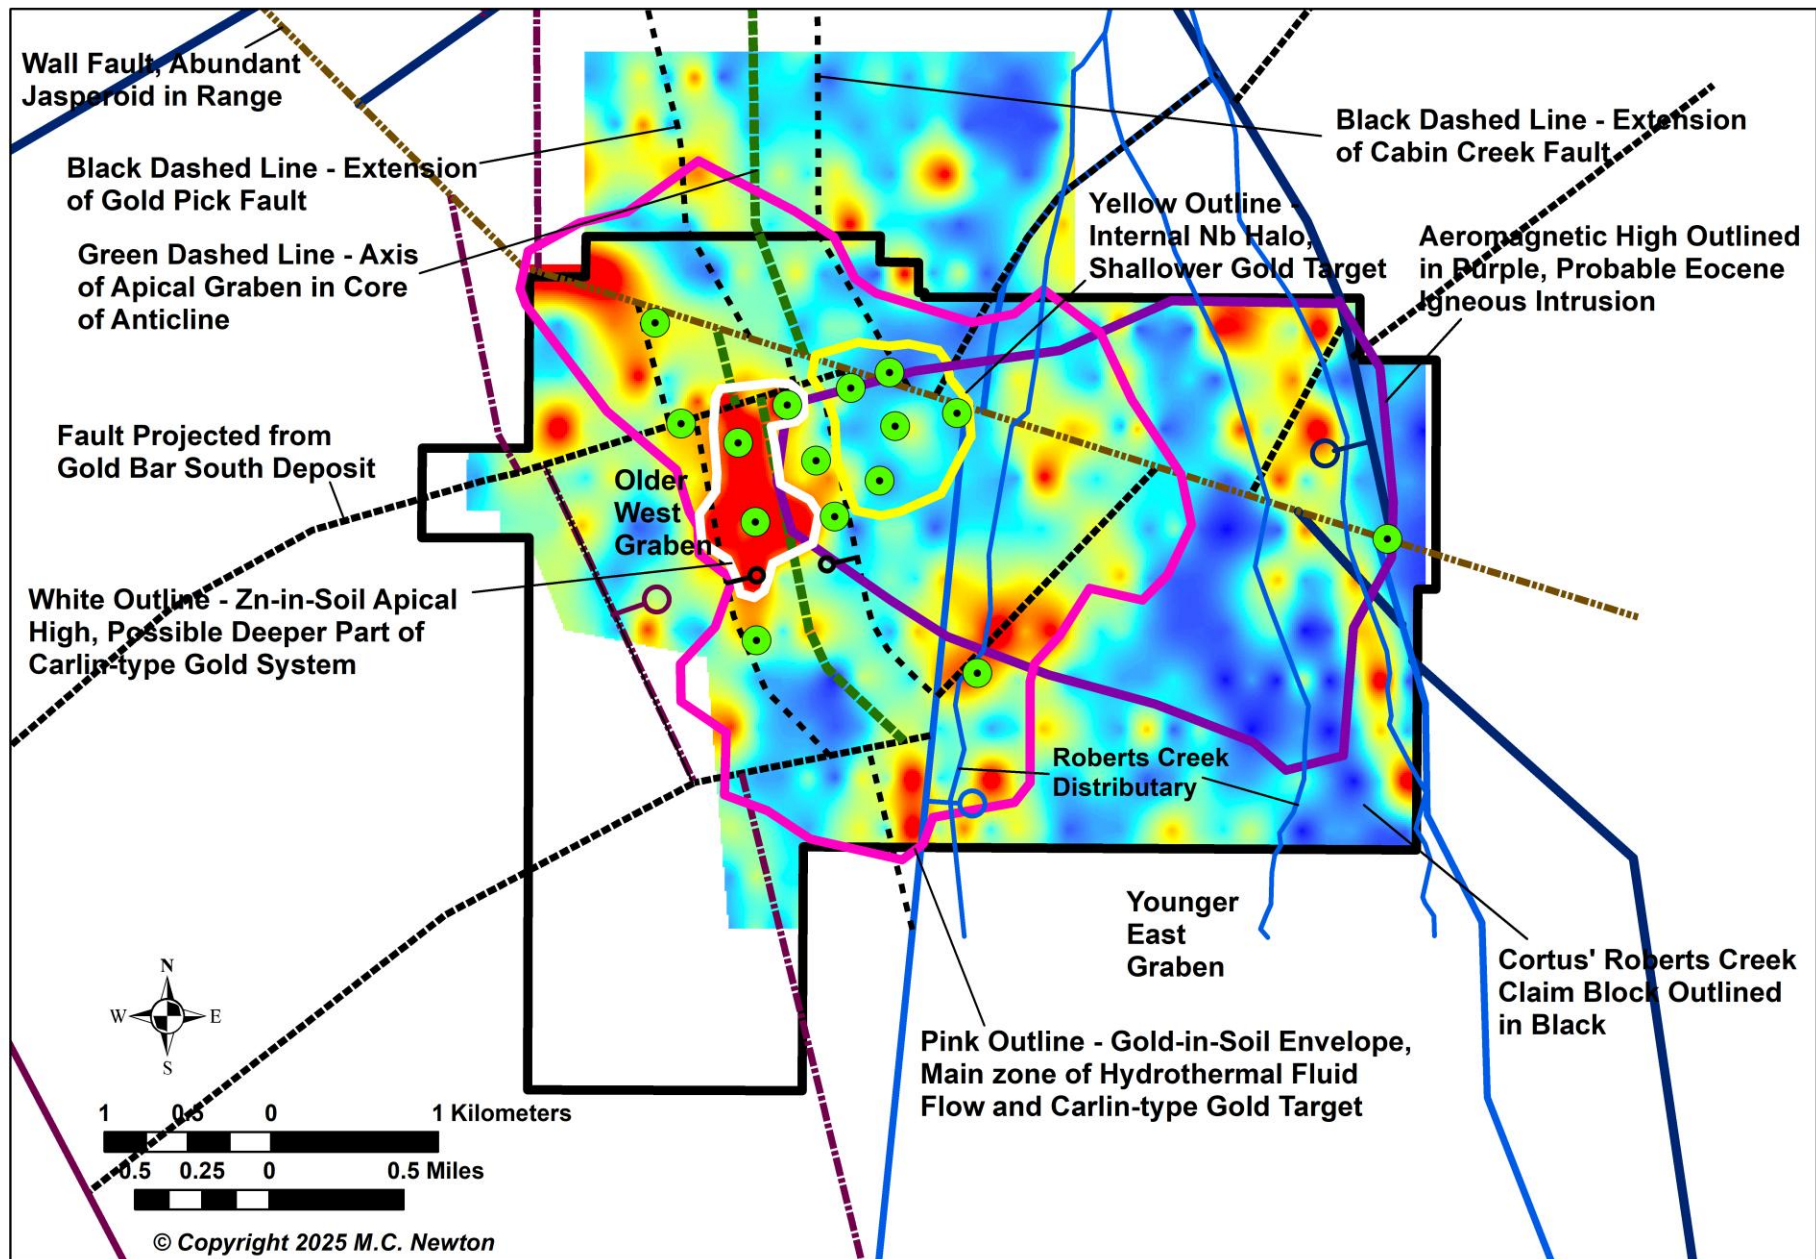 Wall Fault, Abundant
Jasperoid in Range
Black Dashed Line - Extension
of Gold Pick Fault
Green Dashed Line - Axis
of Apical Graben in Core
of Anticline
Fault Projected from
Gold Bar South Deposit
White Outline - Zn-in-Soil Apical
High, Possible Deeper Part of
Carlin-type Gold System
Black Dashed Line - Extension
of Cabin Creek Fault
Yellow Outline -
Internal Nb Halo,
Shallower Gold Target
Aeromagnetic High Outlined
in Purple, Probable Eocene
Igneous Intrusion
Older
West
Graben
Roberts Creek
Distributary
Younger
East
Graben
Cortus' Roberts Creek
Claim Block Outlined
in Black
Pink Outline - Gold-in-Soil Envelope,
Main zone of Hydrothermal Fluid
Flow and Carlin-type Gold Target
N
W E
S
1 0.5 0 1 Kilometers
0.5 0.25 0 0.5 Miles
© Copyright 2025 M.C. Newton